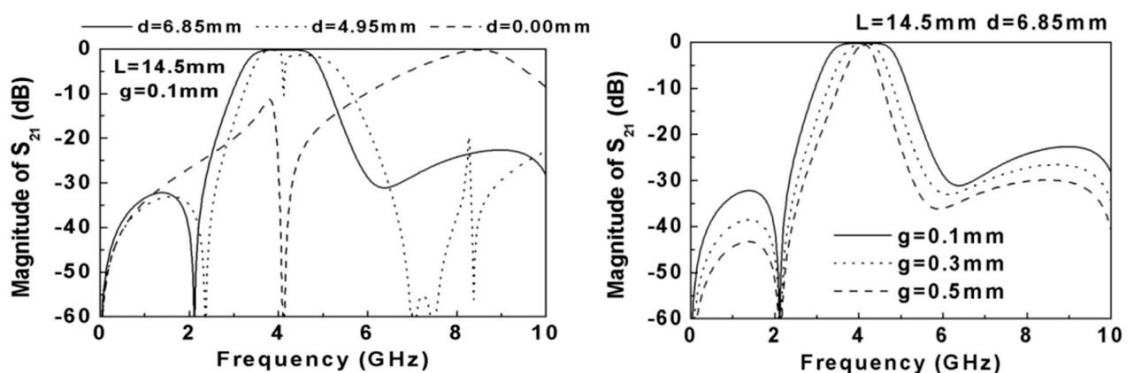 d=6.85mm d=4.95mm d=0.00mm
L=14.5mm
g=0.1mm
Magnitude of S21 (dB)
0
-10
-20
-30
-40
-50
-60
0 2 4 6 8 10
Frequency (GHz)
L=14.5mm d=6.85mm
Magnitude of S21 (dB)
0
-10
-20
-30
-40
-50
-60
g=0.1mm
g=0.3mm
g=0.5mm
0 2 4 6 8 10
Frequency (GHz)